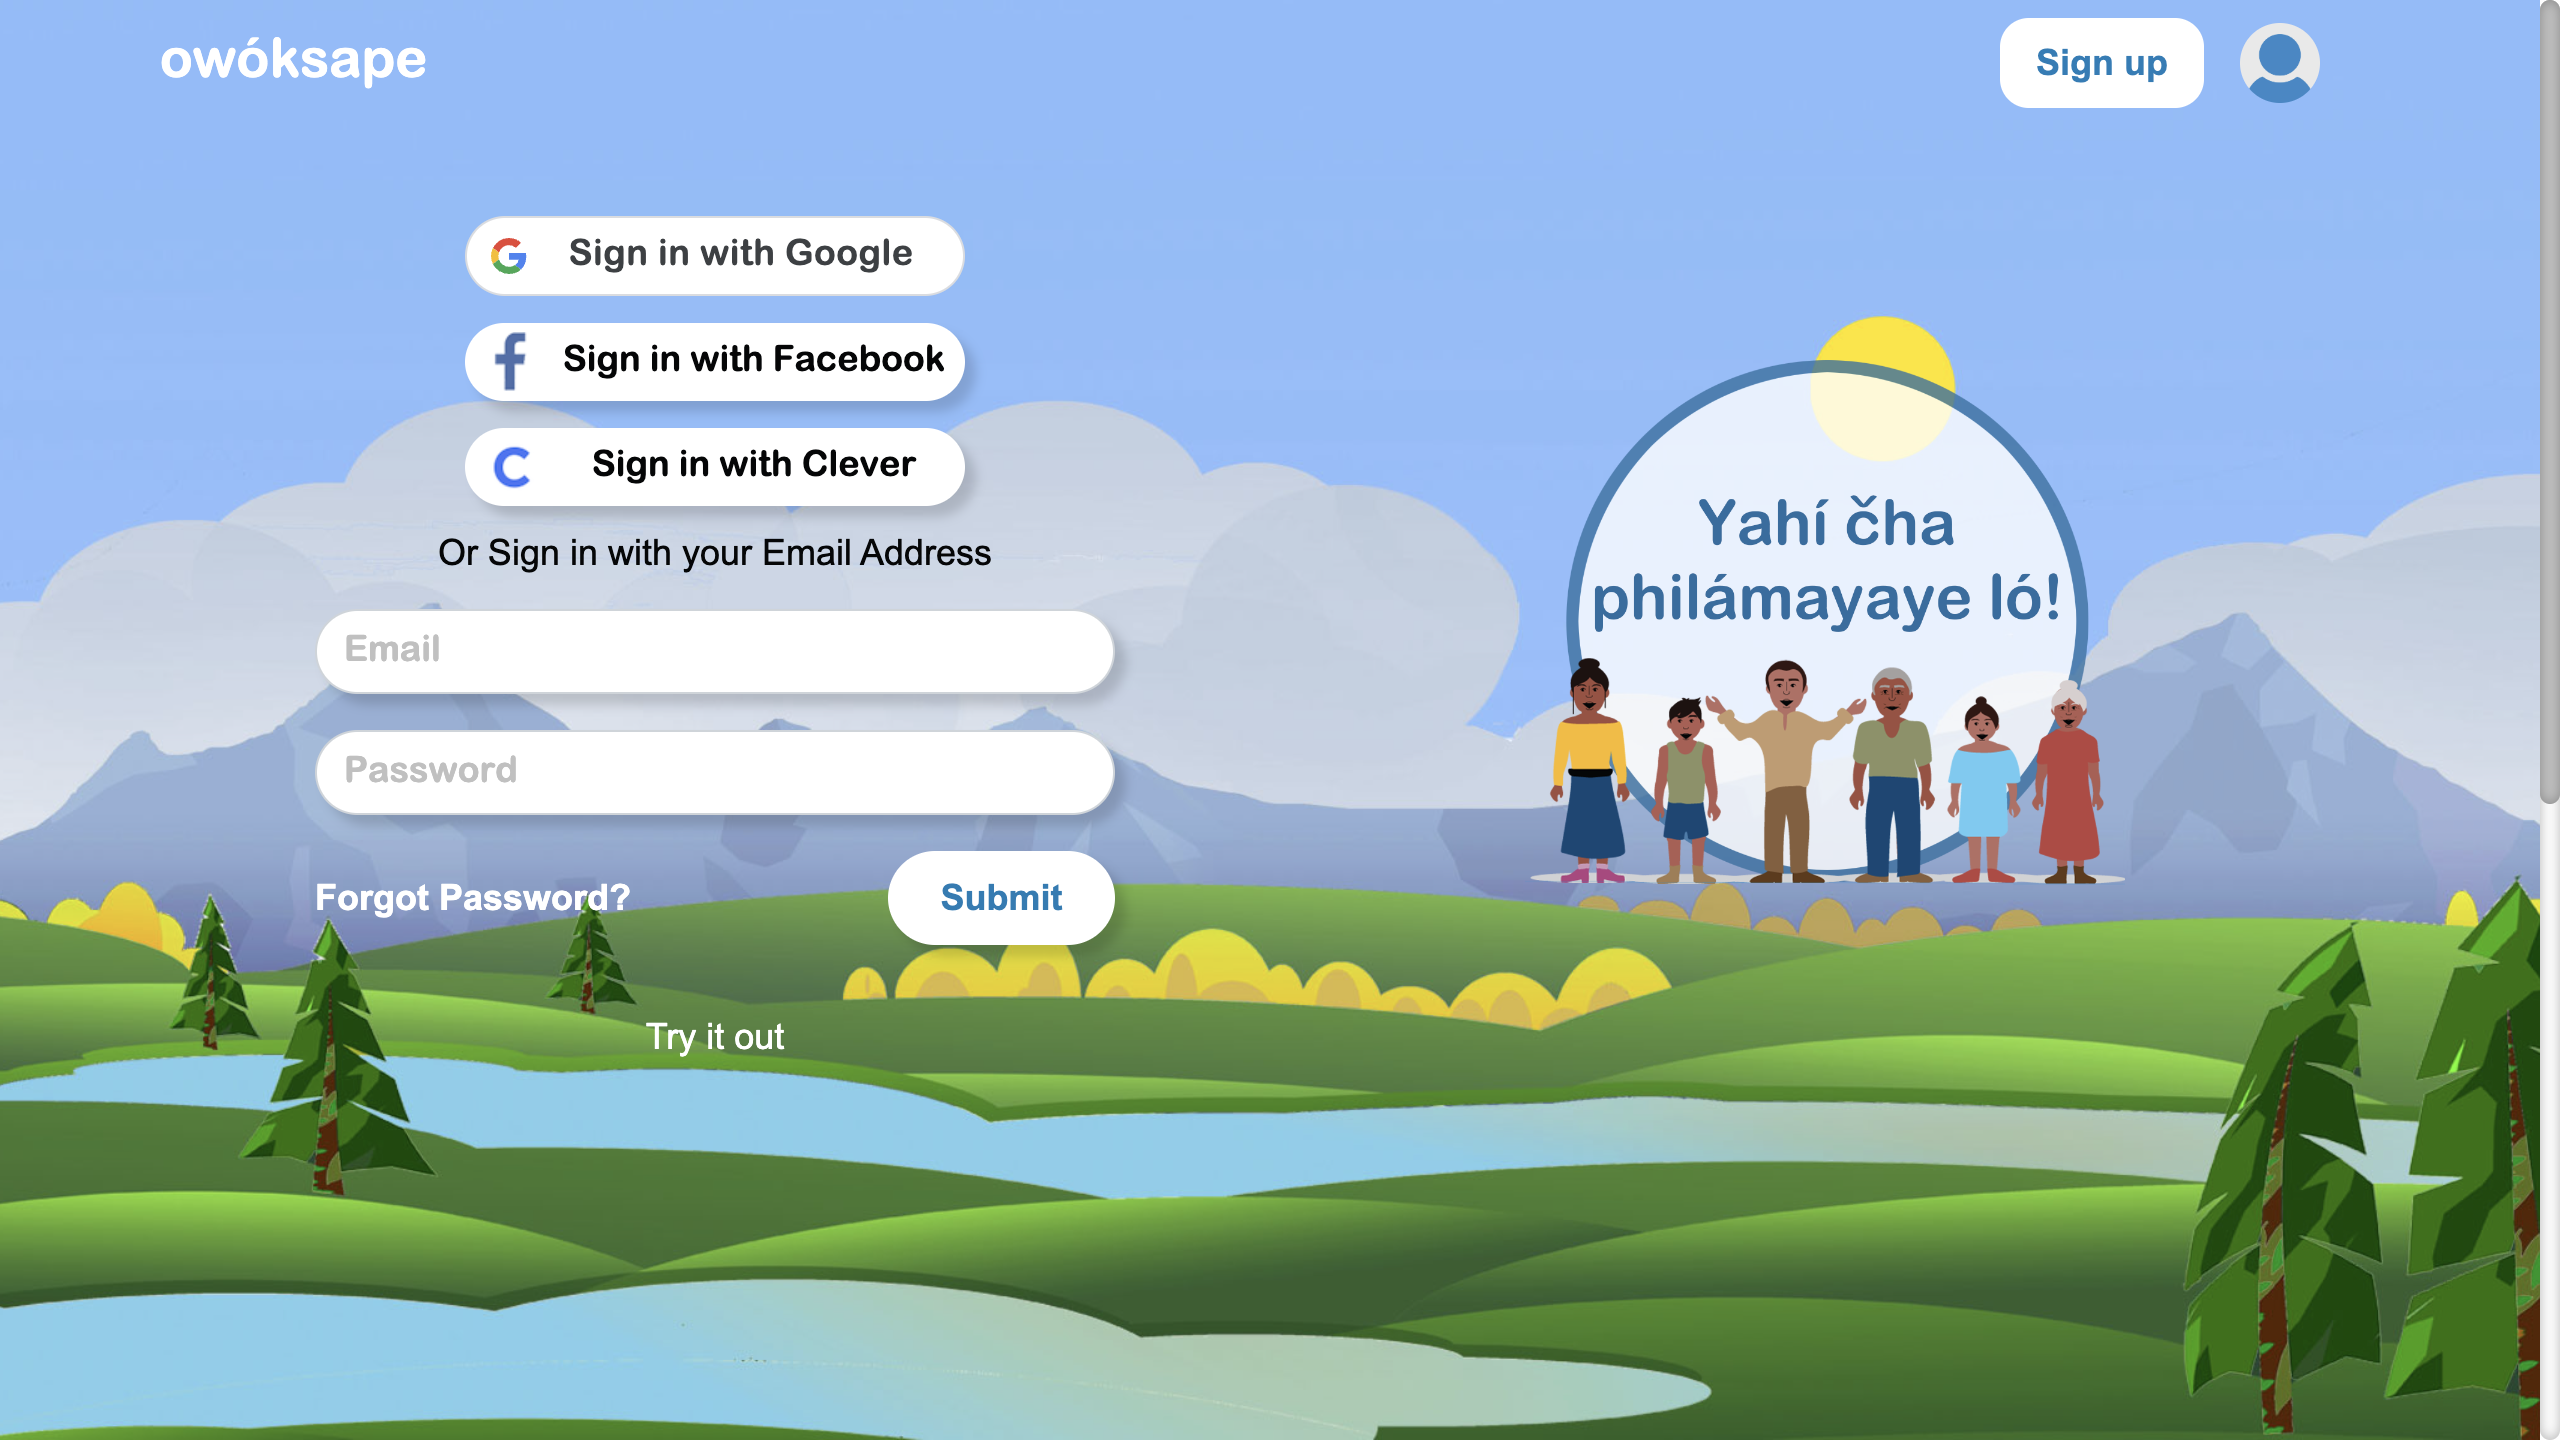 owóksape
Sign up
Sign in with Google
Sign in with Facebook
Sign in with Clever
Or Sign in with your Email Address
Email
Password
Forgot Password?
Submit
Try it out
Yahí čha
philámayaye ló!